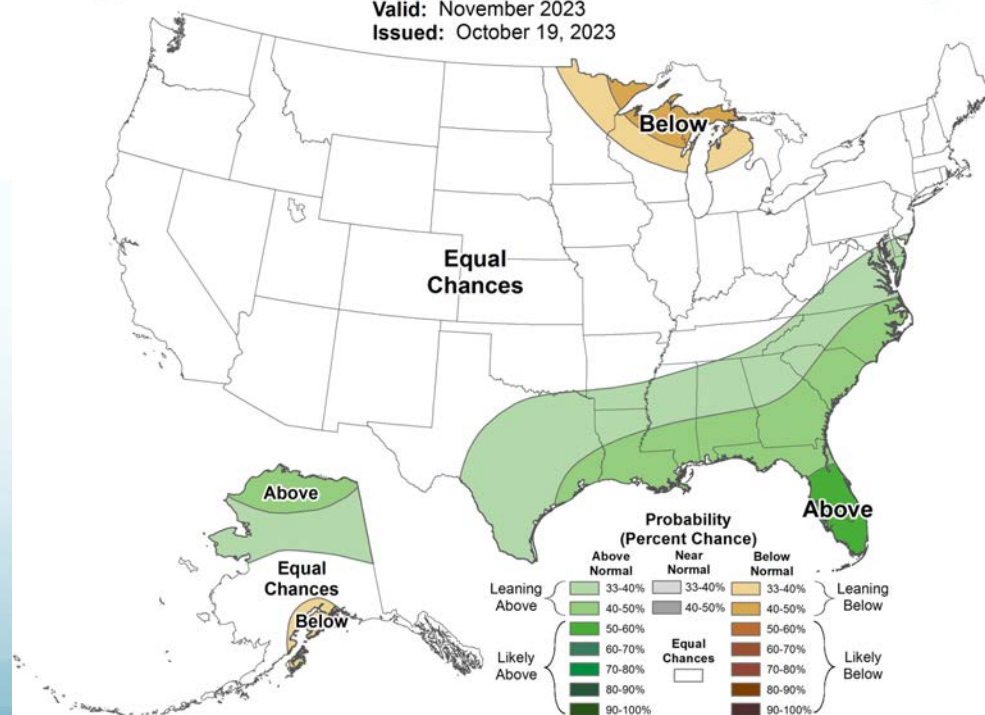 Valid: November 2023
Issued: October 19, 2023
Below
Equal
Chances
Above
Above
Equal
Chances
Below
Probability
(Percent Chance)
Above
Normal
Near
Normal
Below
Normal
Leaning
Above
33-40%
40-50%
33-40%
40-50%
33-40%
40-50%
Leaning
Below
Likely
Above
50-60%
60-70%
70-80%
80-90%
90-100%
Equal
Chances
50-60%
60-70%
70-80%
80-90%
90-100%
Likely
Below